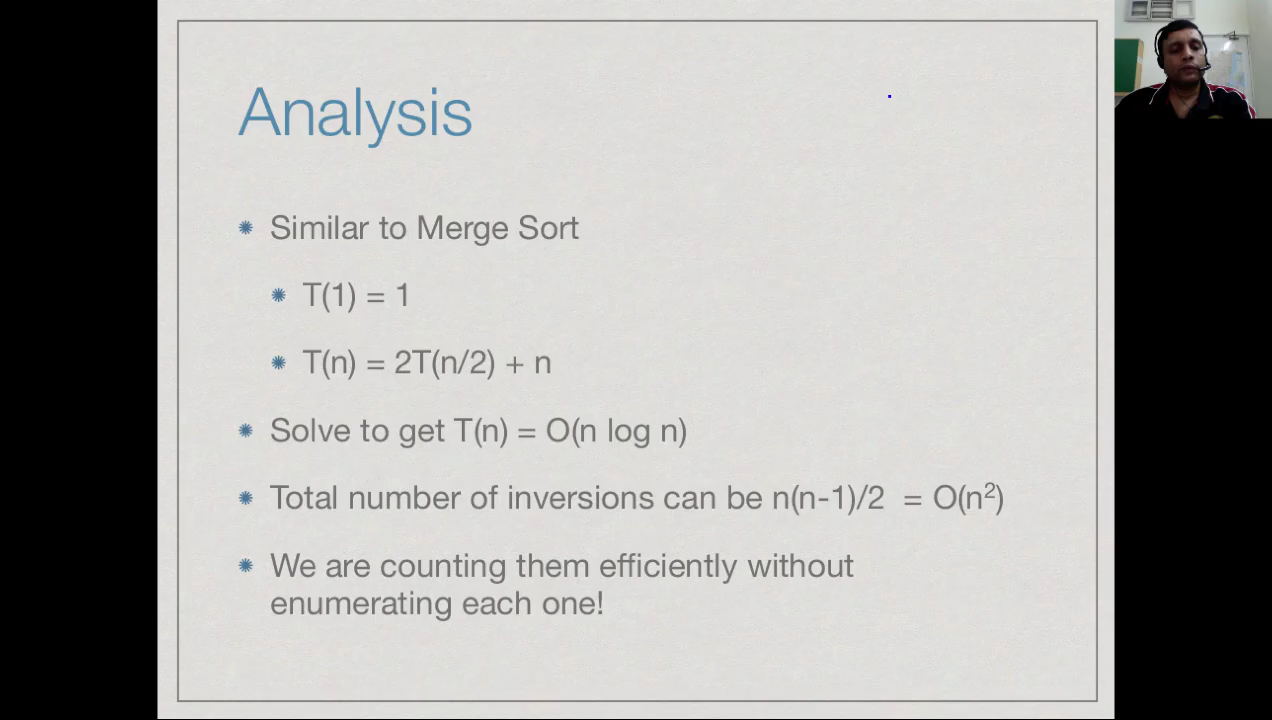 Analysis
Similar to Merge Sort
T(1) = 1
T(n) = 2T(n/2) + n
Solve to get T(n) = O(n log n)
Total number of inversions can be n(n-1)/2 = O(n²)
We are counting them efficiently without
enumerating each one!